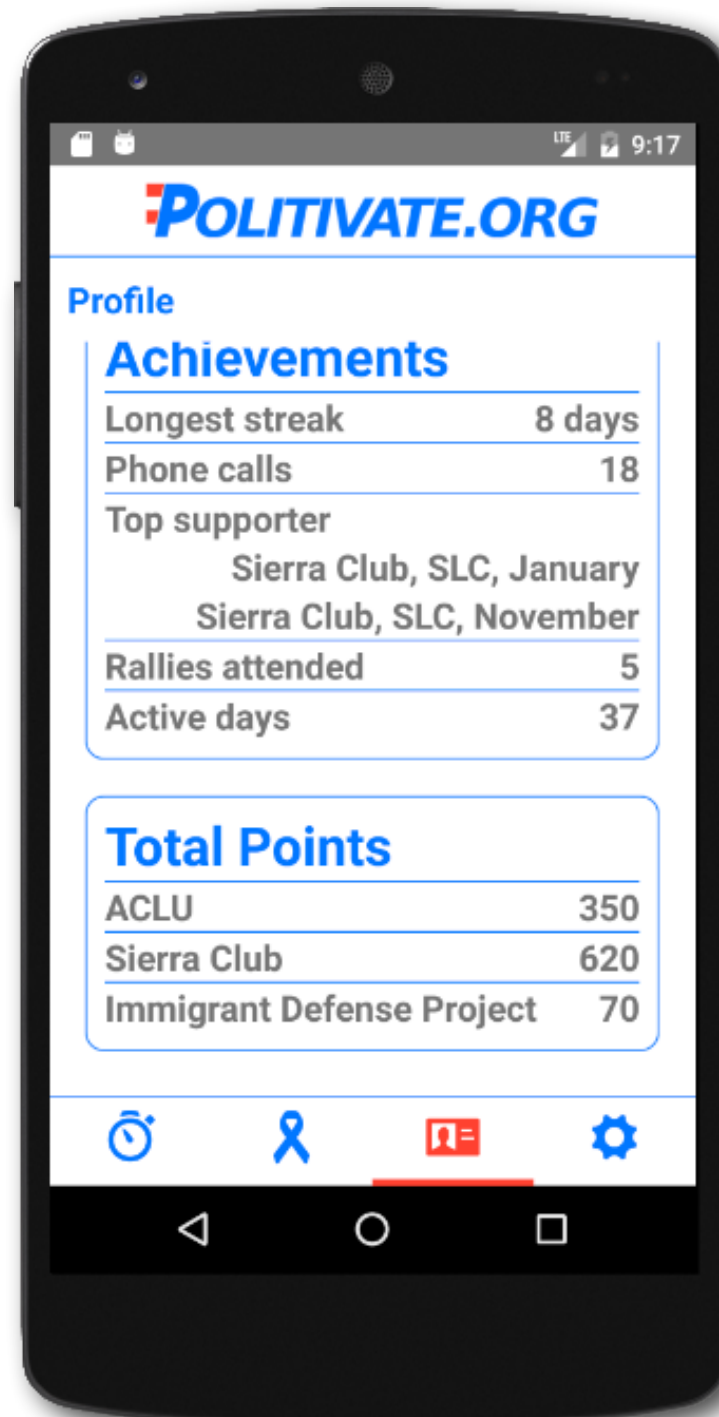 LTE 9:17
POLITIVATE.ORG
Profile
Achievements
Longest streak 8 days
Phone calls 18
Top supporter
Sierra Club, SLC, January
Sierra Club, SLC, November
Rallies attended 5
Active days 37
Total Points
ACLU 350
Sierra Club 620
Immigrant Defense Project 70